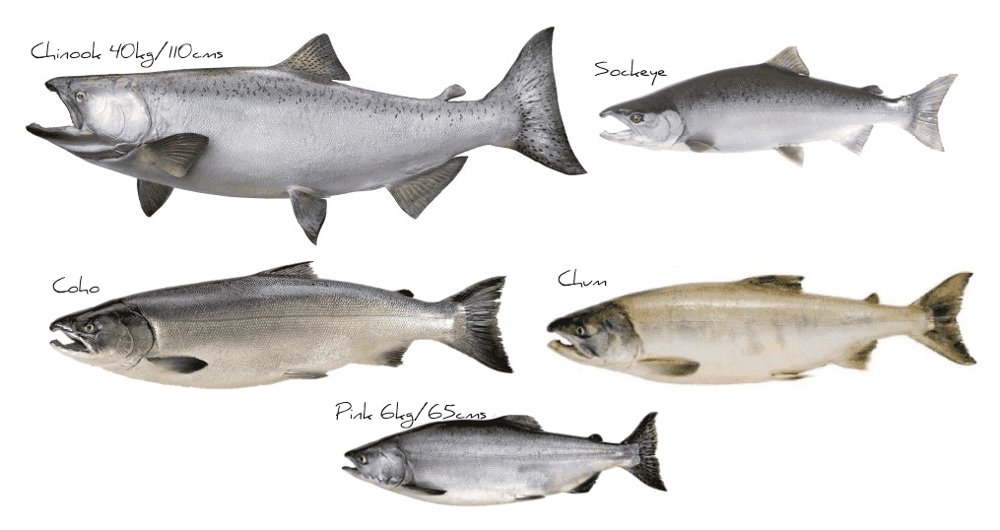 Chinook 40kg/110cms
Sockeye
Coho
Chum
Pink 6kg/65cms